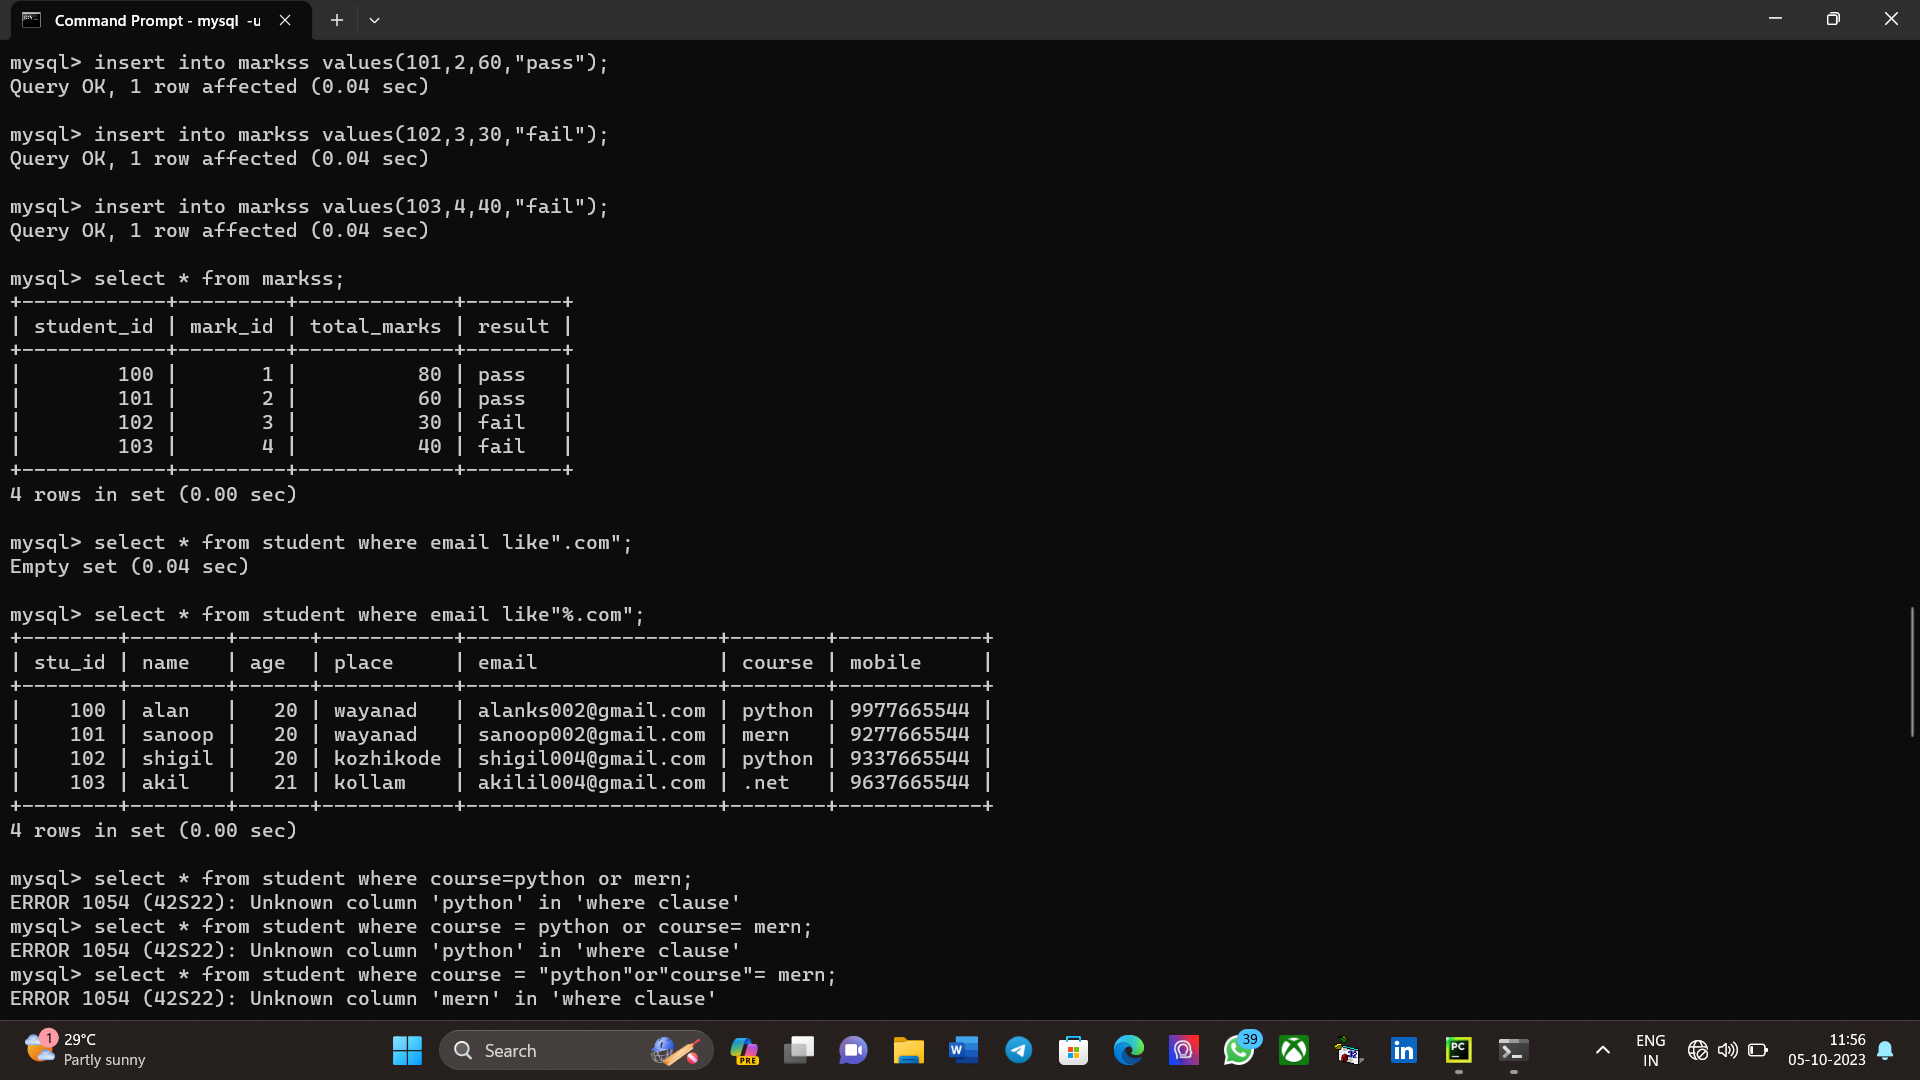 Command Prompt - mysql  -u
mysql> insert into markss values(101,2,60,"pass");
Query OK, 1 row affected (0.04 sec)
mysql> insert into markss values(102,3,30,"fail");
Query OK, 1 row affected (0.04 sec)
mysql> insert into markss values(103,4,40,"fail");
Query OK, 1 row affected (0.04 sec)
mysql> select * from markss;
+------------+---------+-------------+--------+
| student_id | mark_id | total_marks | result |
+------------+---------+-------------+--------+
|        100 |       1 |          80 | pass   |
|        101 |       2 |          60 | pass   |
|        102 |       3 |          30 | fail   |
|        103 |       4 |          40 | fail   |
+------------+---------+-------------+--------+
4 rows in set (0.00 sec)
mysql> select * from student where email like".com";
Empty set (0.04 sec)
mysql> select * from student where email like"%.com";
+--------+--------+------+-----------+---------------------+--------+------------+
| stu_id | name   | age  | place     | email               | course | mobile     |
+--------+--------+------+-----------+---------------------+--------+------------+
|    100 | alan   |   20 | wayanad   | alanks002@gmail.com | python | 9977665544 |
|    101 | sanoop |   20 | wayanad   | sanoop002@gmail.com | mern   | 9277665544 |
|    102 | shigil |   20 | kozhikode | shigil004@gmail.com | python | 9337665544 |
|    103 | akil   |   21 | kollam    | akilil004@gmail.com | .net   | 9637665544 |
+--------+--------+------+-----------+---------------------+--------+------------+
4 rows in set (0.00 sec)
mysql> select * from student where course=python or mern;
ERROR 1054 (42S22): Unknown column 'python' in 'where clause'
mysql> select * from student where course = python or course= mern;
ERROR 1054 (42S22): Unknown column 'python' in 'where clause'
mysql> select * from student where course = "python"or"course"= mern;
ERROR 1054 (42S22): Unknown column 'mern' in 'where clause'
1
29°C
Partly sunny
Search
PRE
W
39
in
PC
ENG
IN
11:56
05-10-2023